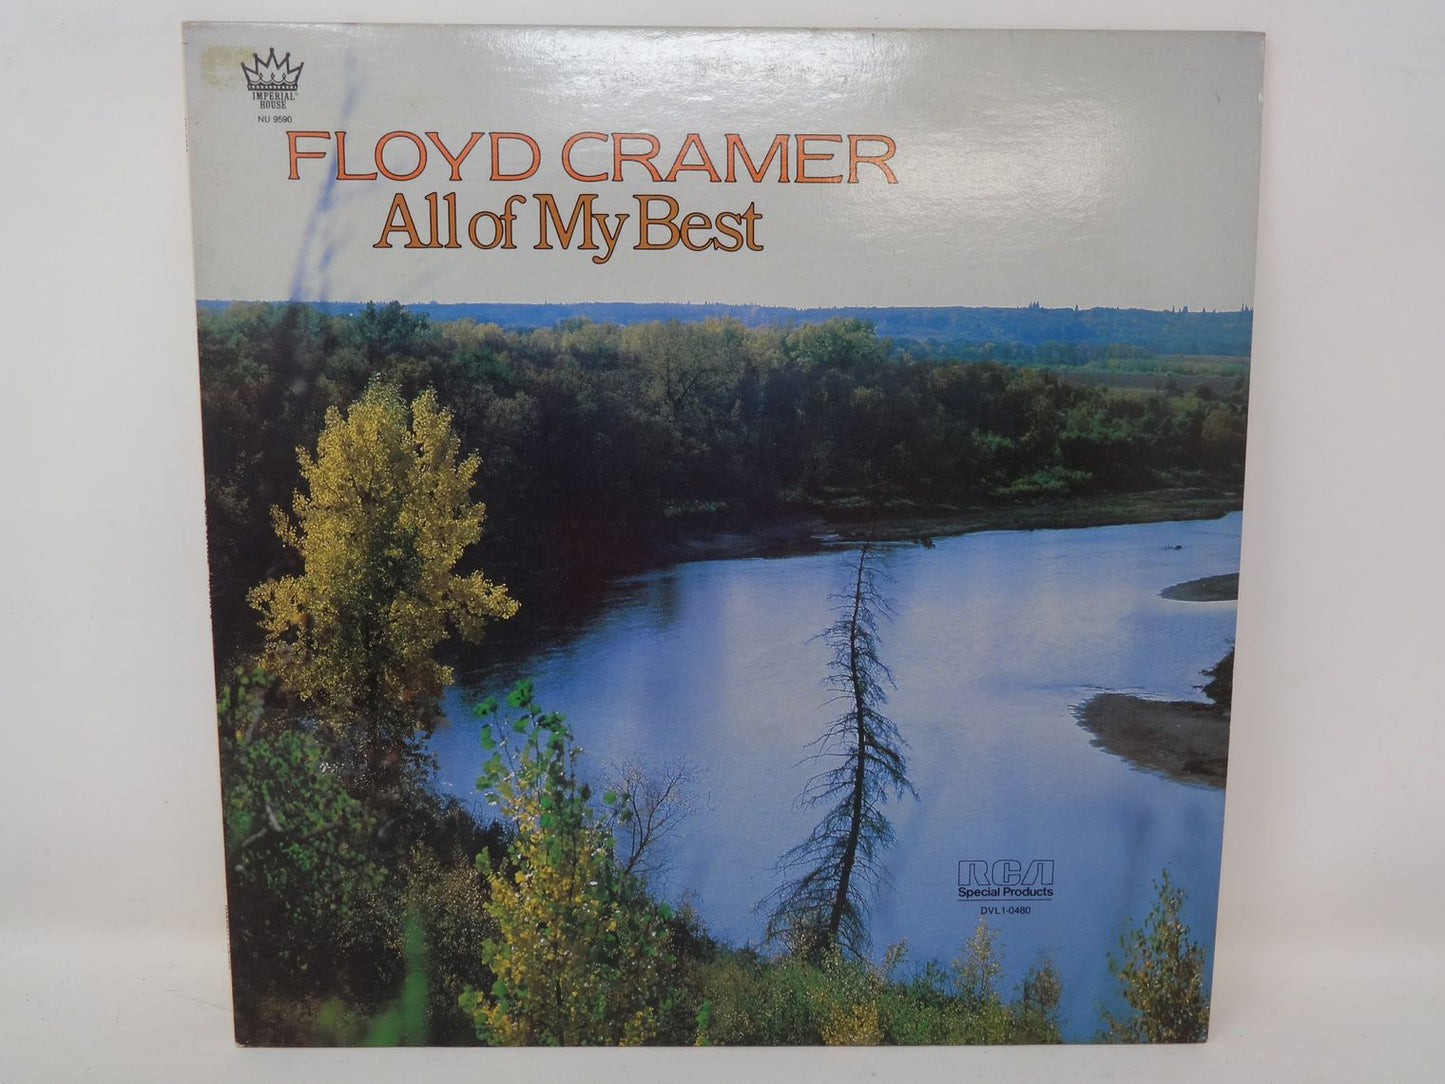 IMPERIAL®
HOUSE
NU 9590
FLOYD CRAMER
All of My Best
RCA
Special Products
DVL1-0480